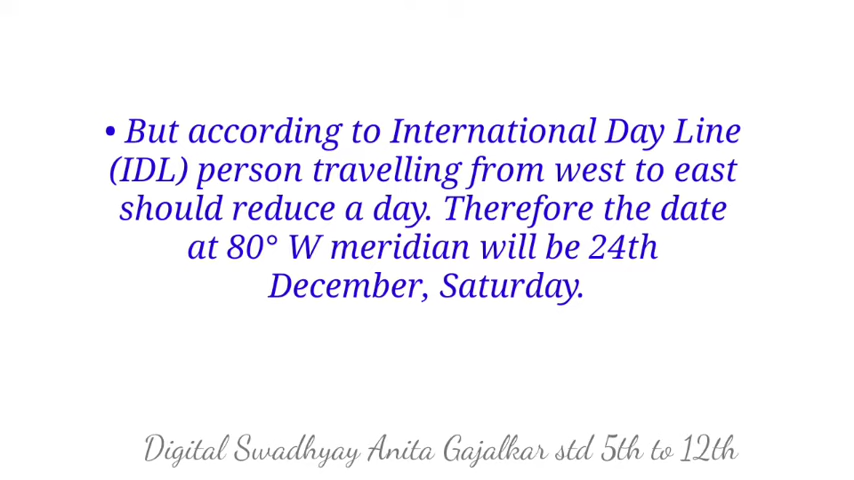 • But according to International Day Line
(IDL) person travelling from west to east
should reduce a day. Therefore the date
at 80° W meridian will be 24th
December, Saturday.
Digital Swadhyay Anita Gajalkar std 5th to 12th